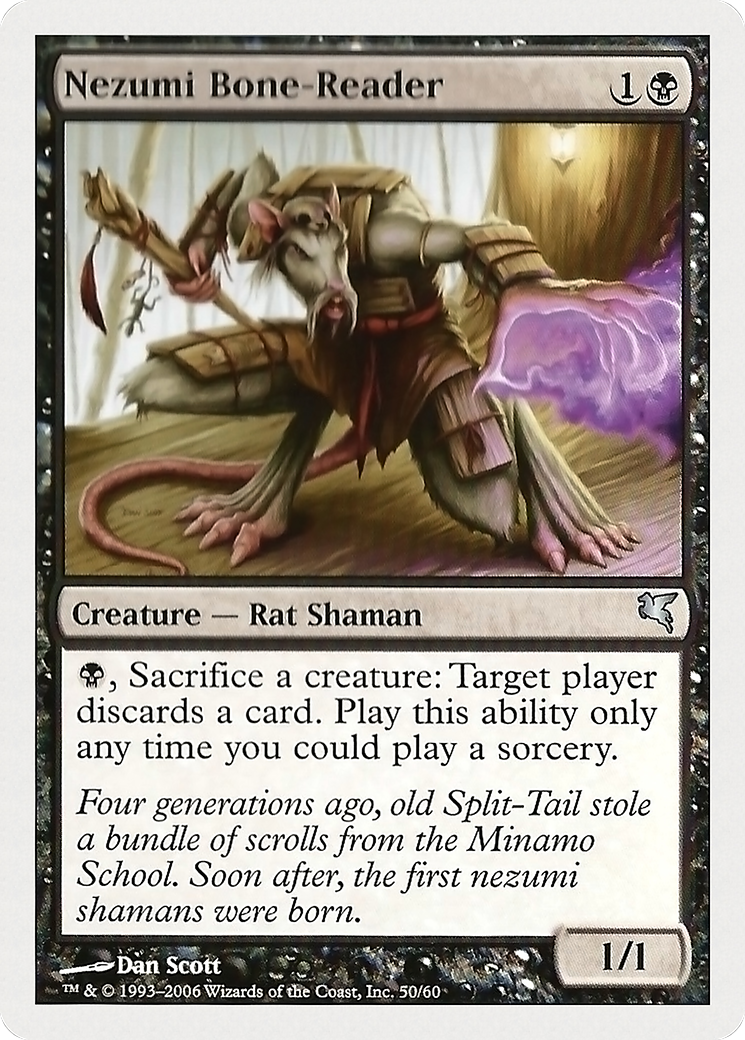 Nezumi Bone-Reader 1
Creature — Rat Shaman
, Sacrifice a creature: Target player
discards a card. Play this ability only
any time you could play a sorcery.
Four generations ago, old Split-Tail stole
a bundle of scrolls from the Minamo
School. Soon after, the first nezumi
shamans were born.
1/1
Dan Scott
™ & © 1993–2006 Wizards of the Coast, Inc. 50/60